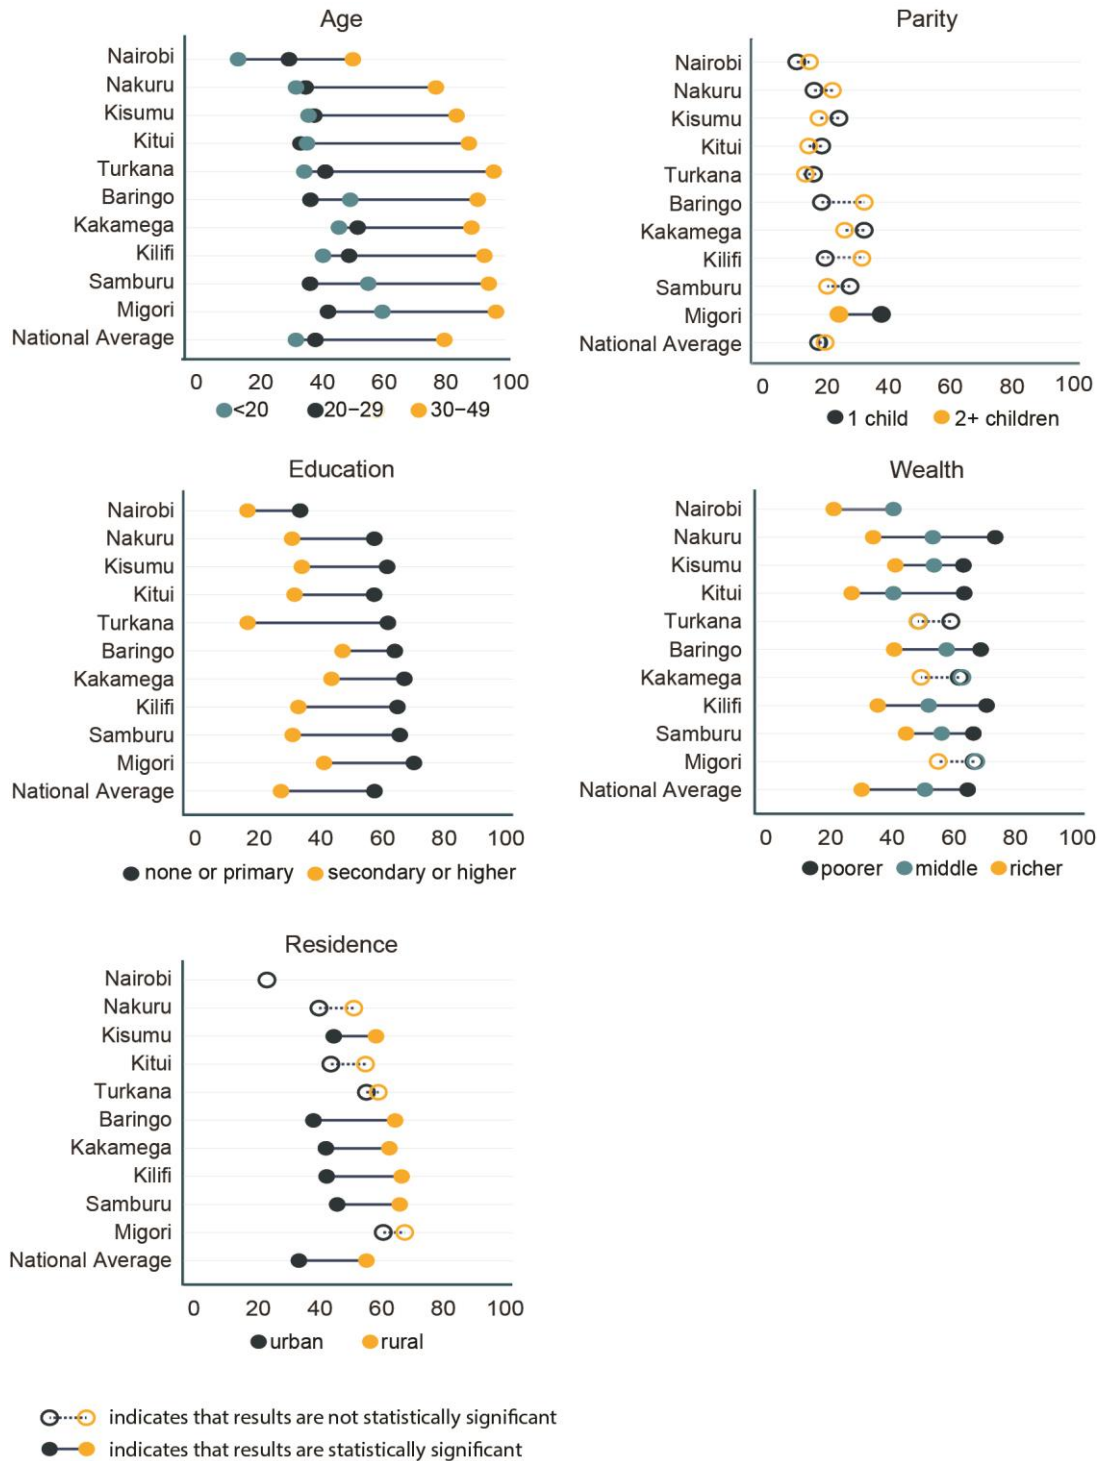 Age
Nairobi
Nakuru
Kisumu
Kitui
Turkana
Baringo
Kakamega
Kilifi
Samburu
Migori
National Average
0 20 40 60 80 100
<20 20–29 30–49
Parity
Nairobi
Nakuru
Kisumu
Kitui
Turkana
Baringo
Kakamega
Kilifi
Samburu
Migori
National Average
0 20 40 60 80 100
1 child 2+ children
Education
Nairobi
Nakuru
Kisumu
Kitui
Turkana
Baringo
Kakamega
Kilifi
Samburu
Migori
National Average
0 20 40 60 80 100
none or primary secondary or higher
Wealth
Nairobi
Nakuru
Kisumu
Kitui
Turkana
Baringo
Kakamega
Kilifi
Samburu
Migori
National Average
0 20 40 60 80 100
poorer middle richer
Residence
Nairobi
Nakuru
Kisumu
Kitui
Turkana
Baringo
Kakamega
Kilifi
Samburu
Migori
National Average
0 20 40 60 80 100
urban rural
indicates that results are not statistically significant
indicates that results are statistically significant